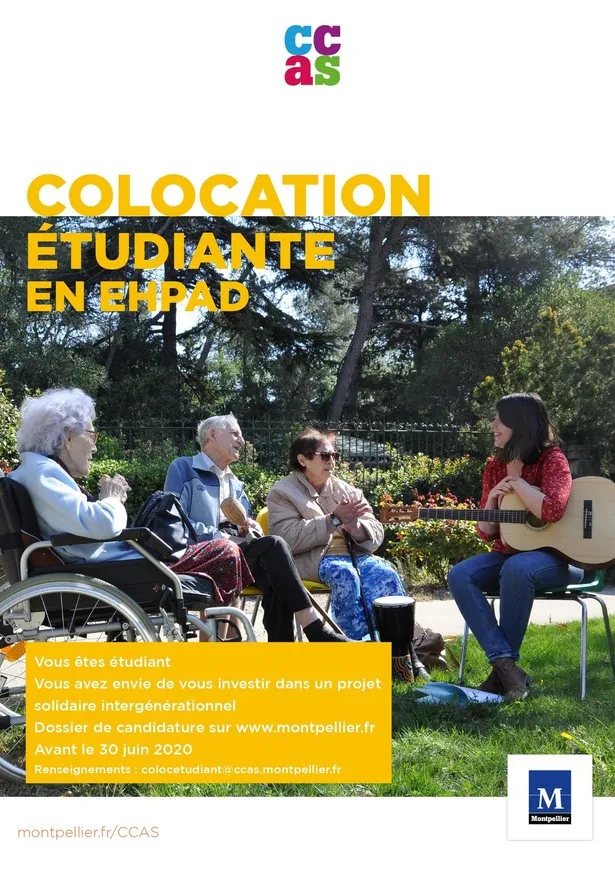 cc
as
COLOCATION
ÉTUDIANTE
EN EHPAD
Vous êtes étudiant
Vous avez envie de vous investir dans un projet
solidaire intergénérationnel
Dossier de candidature sur www.montpellier.fr
Avant le 30 juin 2020
Renseignements : colocetudiant@ccas.montpellier.fr
M
Montpellier
montpellier.fr/CCAS